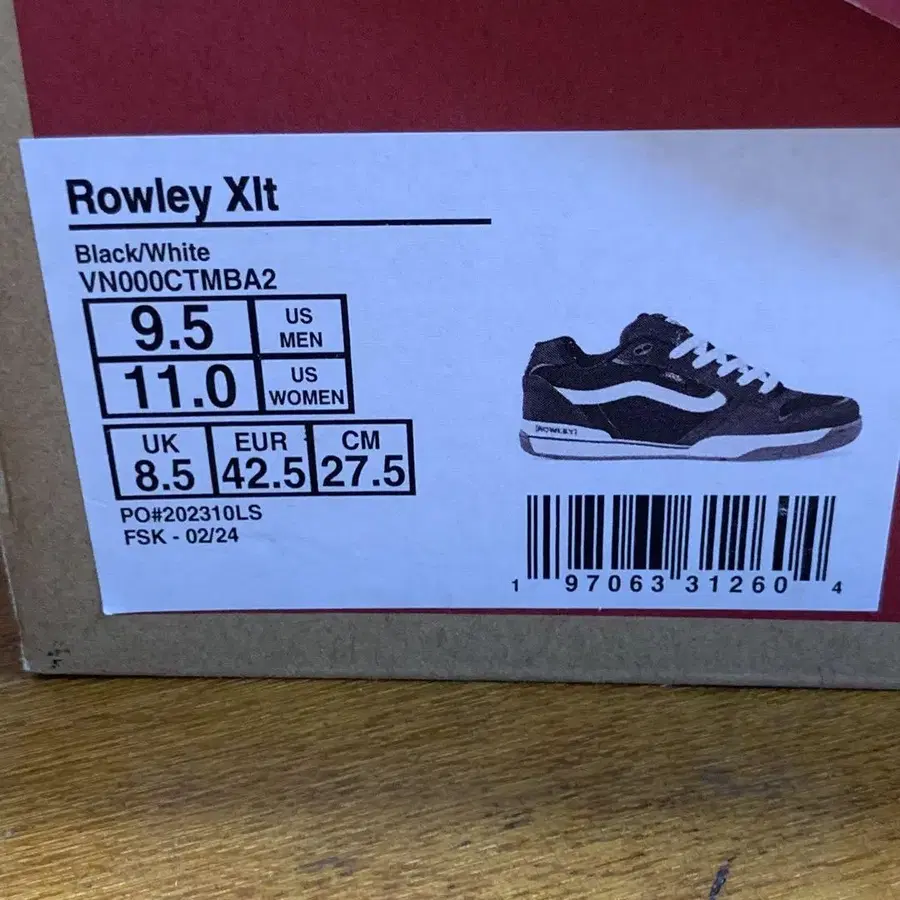 Rowley Xlt
Black/White
VN000CTMBA2
9.5 US MEN
11.0 US WOMEN
UK EUR CM
8.5 42.5 27.5
PO#202310LS
FSK - 02/24
[ROWLEY]
1 97063 31260 4